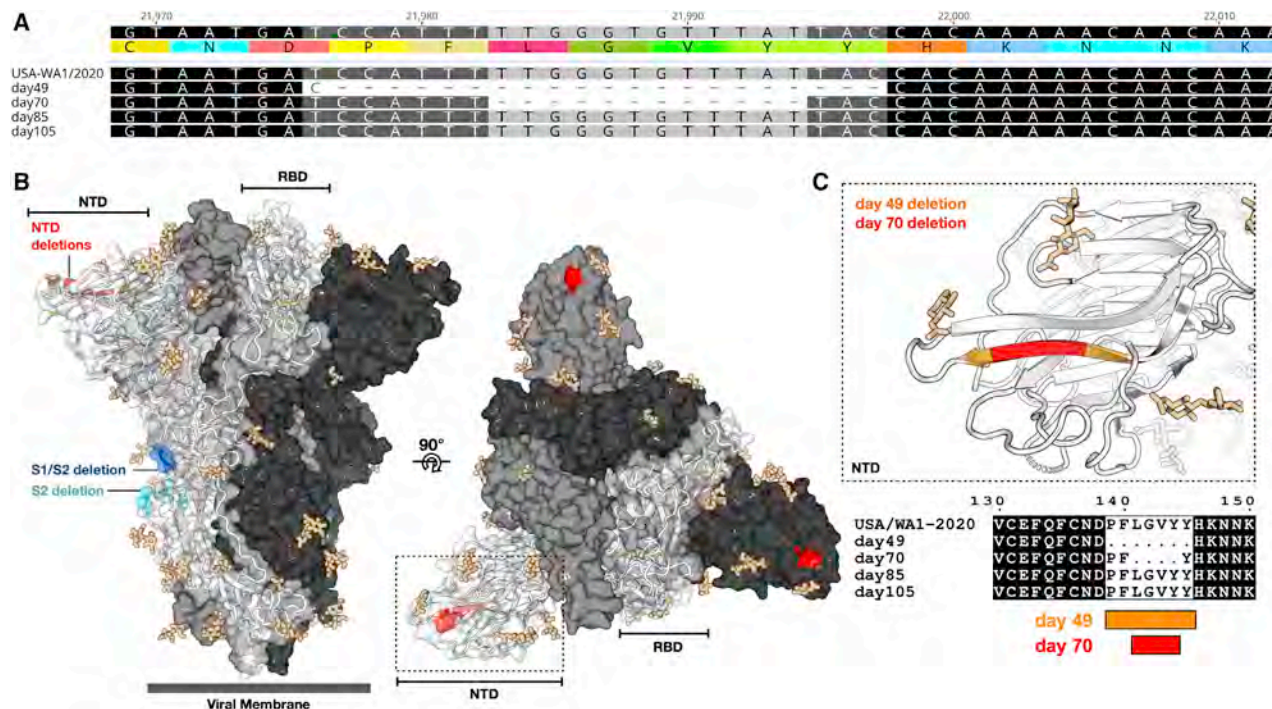 A
21,970 21,980 21,990 22,000 22,010
G T A A T G A T C C A T T T T T G G G T G T T T A T T A C C A C A A A A A C A A C A A A
C N D P F L G V Y Y H K N N K
USA-WA1/2020 G T A A T G A T C C A T T T T T G G G T G T T T A T T A C C A C A A A A A C A A C A A A
day49 G T A A T G A C - - - - - - - - - - - - - - - - - - - - - C A C A A A A A C A A C A A A
day70 G T A A T G A T C C A T T T - - - - - - - - - - - - T A C C A C A A A A A C A A C A A A
day85 G T A A T G A T C C A T T T T T G G G T G T T T A T T A C C A C A A A A A C A A C A A A
day105 G T A A T G A T C C A T T T T T G G G T G T T T A T T A C C A C A A A A A C A A C A A A
B
RBD
NTD
NTD
deletions
S1/S2 deletion
S2 deletion
90°
RBD
NTD
Viral Membrane
C
day 49 deletion
day 70 deletion
NTD
130 140 150
USA/WA1-2020 VCEFQFCNDPFLGVYYHKNNK
day49 VCEFQFCND.......HKNNK
day70 VCEFQFCNDPF....YHKNNK
day85 VCEFQFCNDPFLGVYYHKNNK
day105 VCEFQFCNDPFLGVYYHKNNK
day 49
day 70